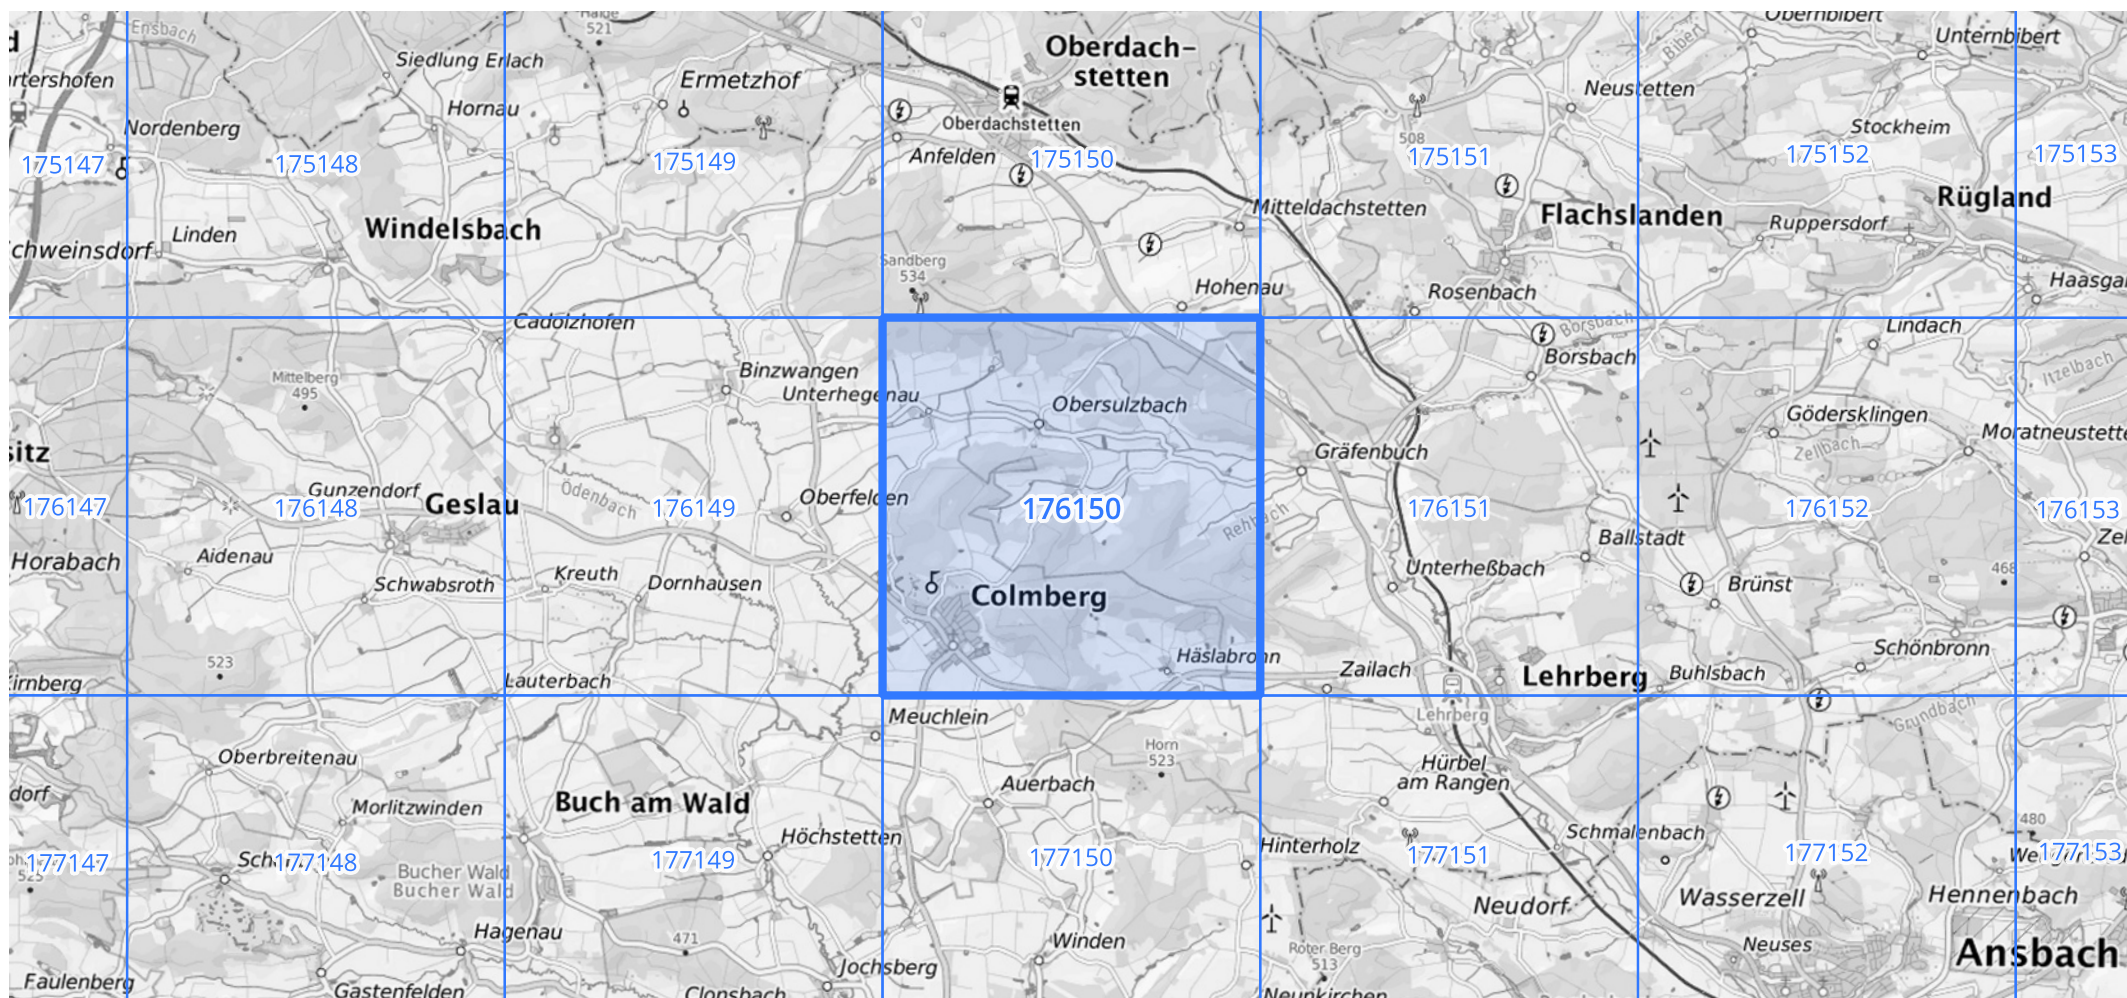 Ensbach
Halde
521
Oberdach-
stetten
Obernbibert
Unternbibert
Bibert
Siedlung Erlach
artershofen
Ermetzhof
Neustetten
Hornau
Nordenberg
Oberdachstetten
508
Stockheim
Anfelden
175147
175148
175149
175150
175151
175152
175153
Rügland
Mitteldachstetten
Flachslanden
Ruppersdorf
Windelsbach
Linden
chweinsdorf
Sandberg
534
Hohenau
Rosenbach
Haasga
Cadolzhofen
Borsbach
Lindach
Borsbach
Mittelberg
495
Binzwangen
Unterhegenau
Itzelbach
Obersulzbach
Gödersklingen
Moratneustette
Zellbach
sitz
Gräfenbuch
Gunzendorf
Geslau
Ödenbach
Oberfelden
176147
176148
176149
176150
176151
176152
176153
Rehbach
Ballstadt
Zel
Horabach
Aidenau
Kreuth
Dornhausen
Schwabsroth
Colmberg
Unterheßbach
Brünst
468
523
Häslabronn
Zailach
Lehrberg
Buhlsbach
Schönbronn
Kirnberg
Lauterbach
Meuchlein
Lehrberg
Grundbach
Oberbreitenau
Horn
523
Hürbel
am Rangen
dorf
Auerbach
Buch am Wald
Morlitzwinden
Höchstetten
Hinterholz
Schmalenbach
480
177147
177148
177149
177150
177151
177152
177153
525
Bucher Wald
Bucher Wald
Wasserzell
Hennenbach
Neudorf
Hagenau
471
Winden
Roter Berg
513
Neuses
Ansbach
Faulenberg
Gastenfelden
Jochsberg
Clonsbach
Neunkirchen